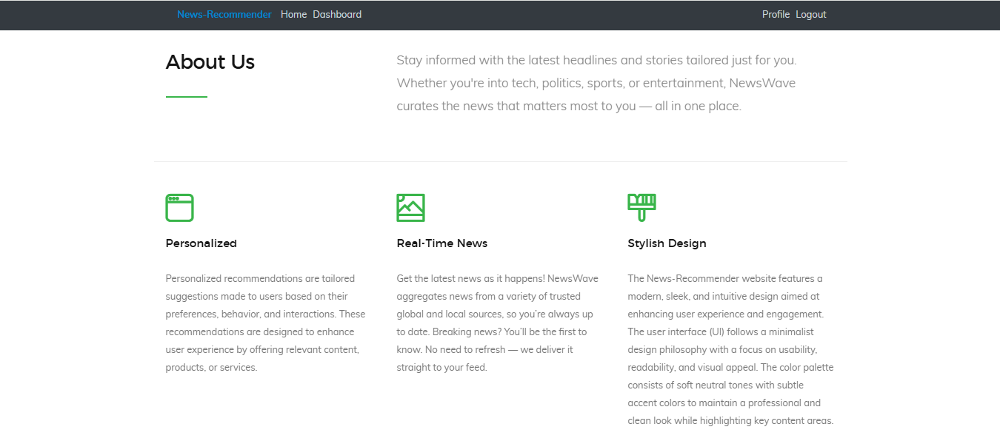 News-Recommender Home Dashboard Profile Logout
About Us
Stay informed with the latest headlines and stories tailored just for you.
Whether you're into tech, politics, sports, or entertainment, NewsWave
curates the news that matters most to you — all in one place.
Personalized
Personalized recommendations are tailored
suggestions made to users based on their
preferences, behavior, and interactions. These
recommendations are designed to enhance
user experience by offering relevant content,
products, or services.
Real-Time News
Get the latest news as it happens! NewsWave
aggregates news from a variety of trusted
global and local sources, so you’re always up
to date. Breaking news? You’ll be the first to
know. No need to refresh — we deliver it
straight to your feed.
Stylish Design
The News-Recommender website features a
modern, sleek, and intuitive design aimed at
enhancing user experience and engagement.
The user interface (UI) follows a minimalist
design philosophy with a focus on usability,
readability, and visual appeal. The color palette
consists of soft neutral tones with subtle
accent colors to maintain a professional and
clean look while highlighting key content areas.